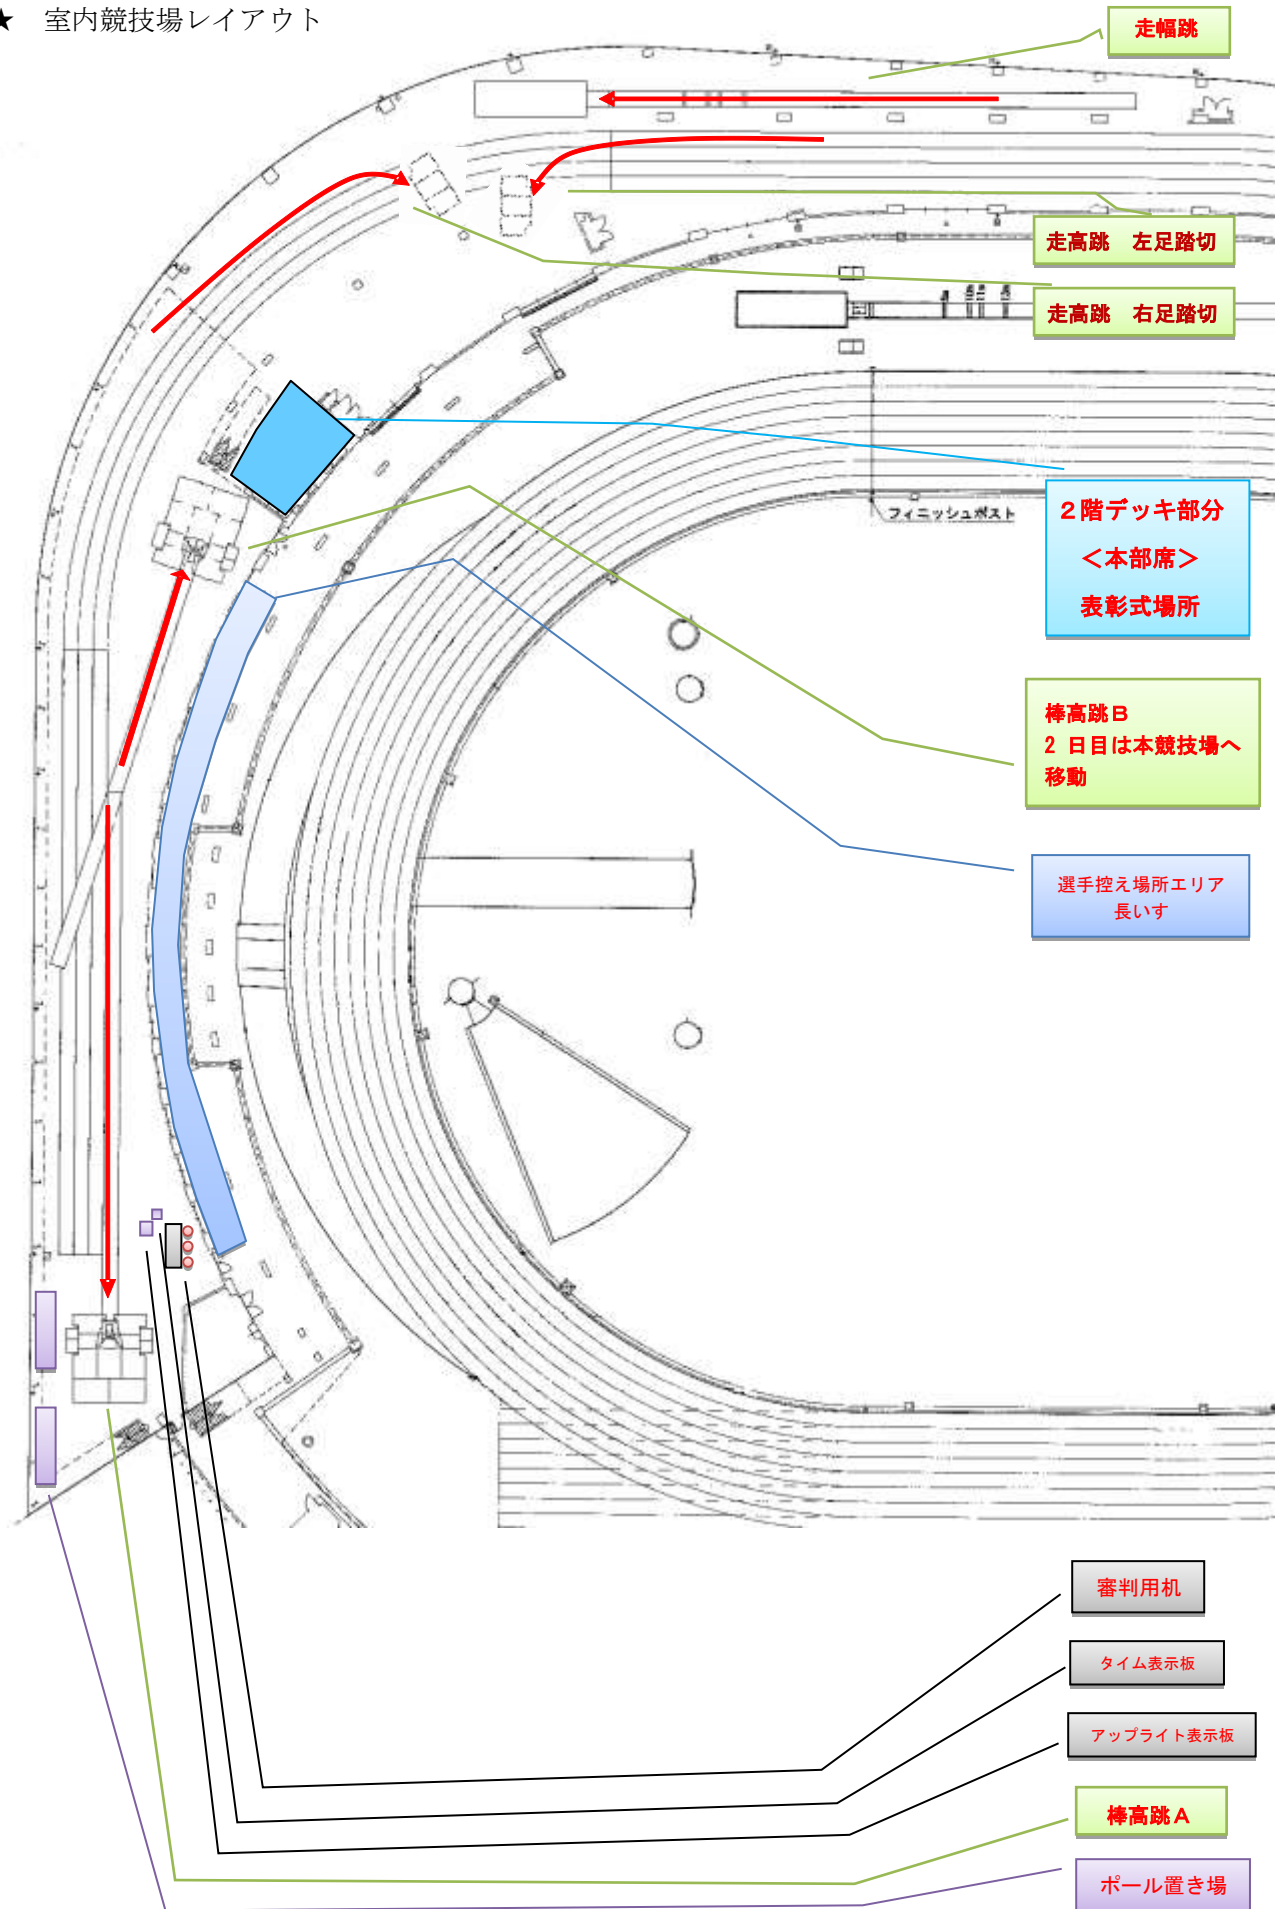 ★ 室内競技場レイアウト
走幅跳
走高跳 左足踏切
走高跳 右足踏切
フィニッシュポスト
２階デッキ部分
＜本部席＞
表彰式場所
棒高跳Ｂ
2 日目は本競技場へ
移動
選手控え場所エリア
長いす
審判用机
タイム表示板
アップライト表示板
棒高跳Ａ
ポール置き場